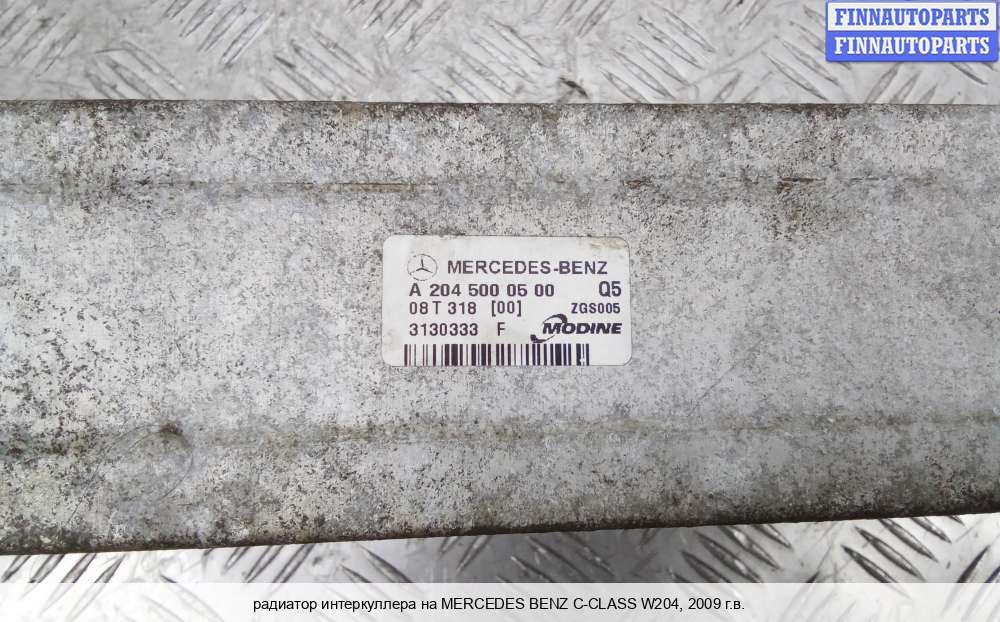 FINNAUTOPARTS
FINNAUTOPARTS
MERCEDES-BENZ
A 204 500 05 00 Q5
08 T 318 [00] ZGS005
3130333 F MODINE
радиатор интеркуллера на MERCEDES BENZ C-CLASS W204, 2009 г.в.